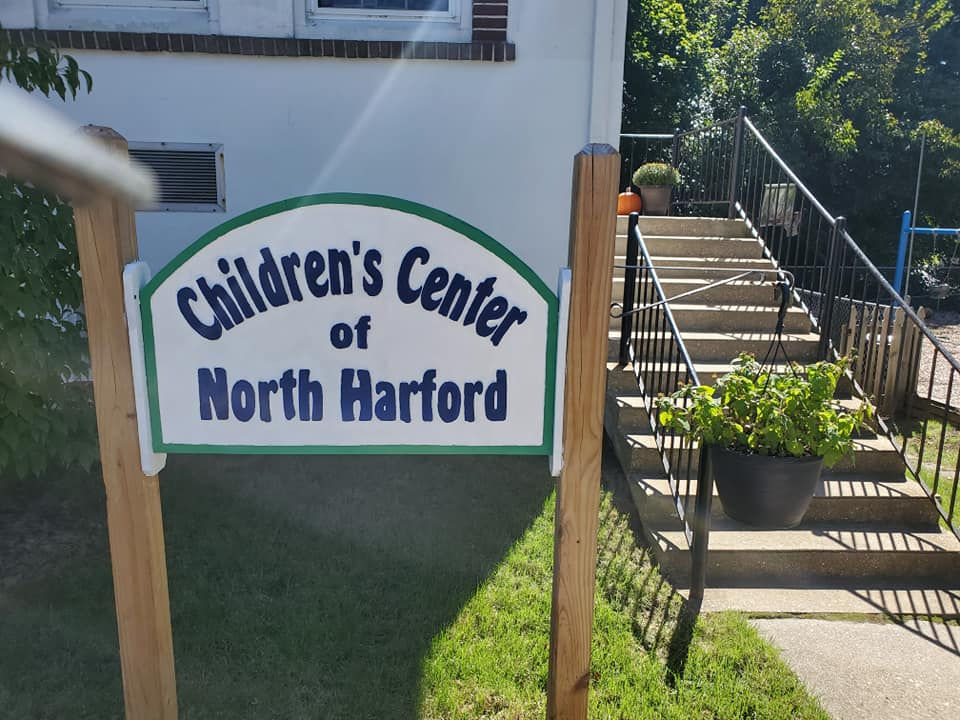 Children's Center
of
North Harford